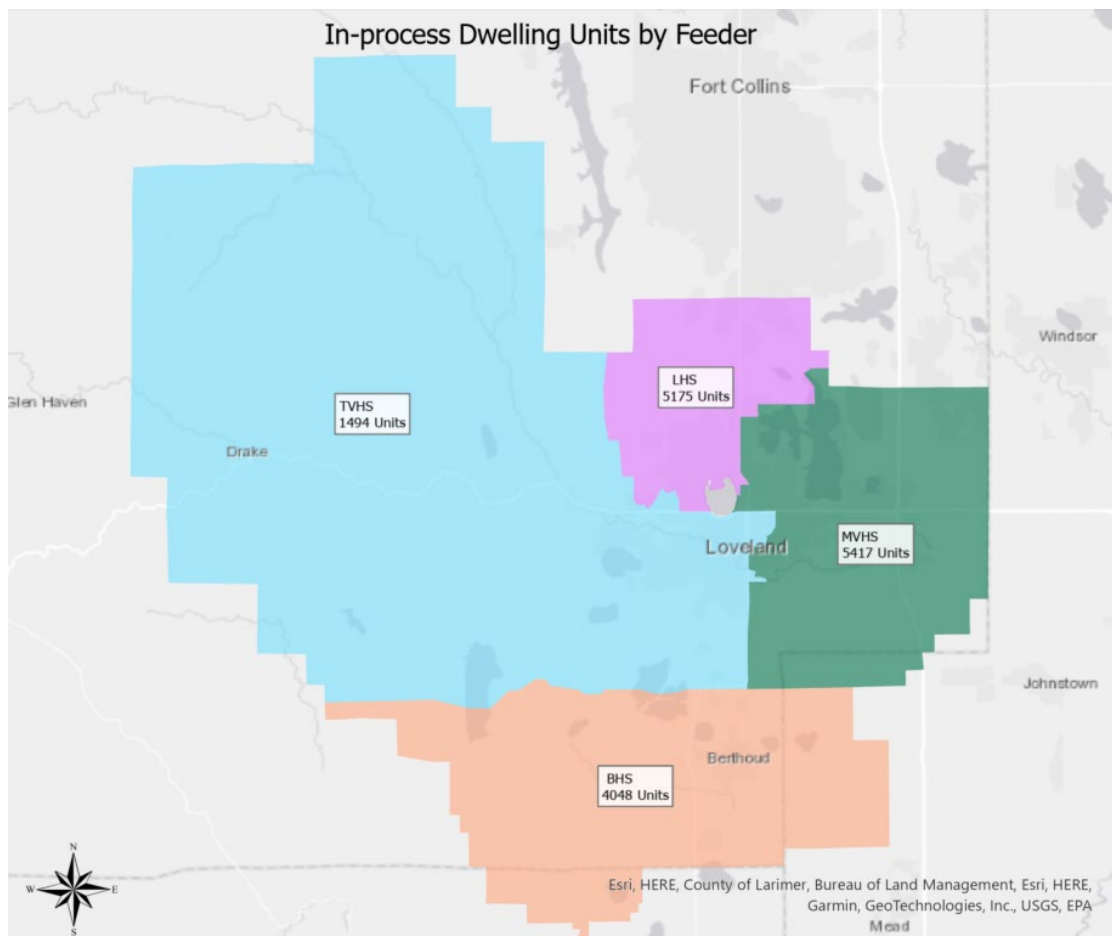 In-process Dwelling Units by Feeder
Fort Collins
Windsor
Glen Haven
LHS
5175 Units
TVHS
1494 Units
Drake
MVHS
5417 Units
Loveland
Johnstown
Berthoud
BHS
4048 Units
N
W
E
S
Esri, HERE, County of Larimer, Bureau of Land Management, Esri, HERE,
Garmin, GeoTechnologies, Inc., USGS, EPA
Mead